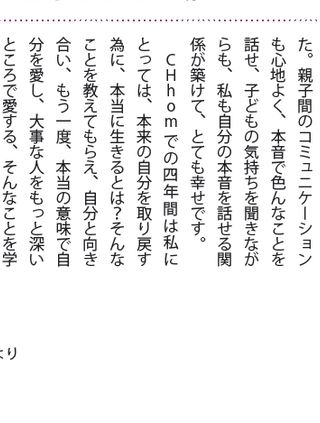 た。親子間のコミュニケーション
も心地よく、本音で色んなことを
話せ、子どもの気持ちを聞きなが
らも、私も自分の本音を話せる関
係が築けて、とても幸せです。
CHhomでの四年間は私に
とっては、本来の自分を取り戻す
為に、本当に生きるとは？そんな
ことを教えてもらえ、自分と向き
合い、もう一度、本当の意味で自
分を愛し、大事な人をもっと深い
ところで愛する、そんなことを学
より